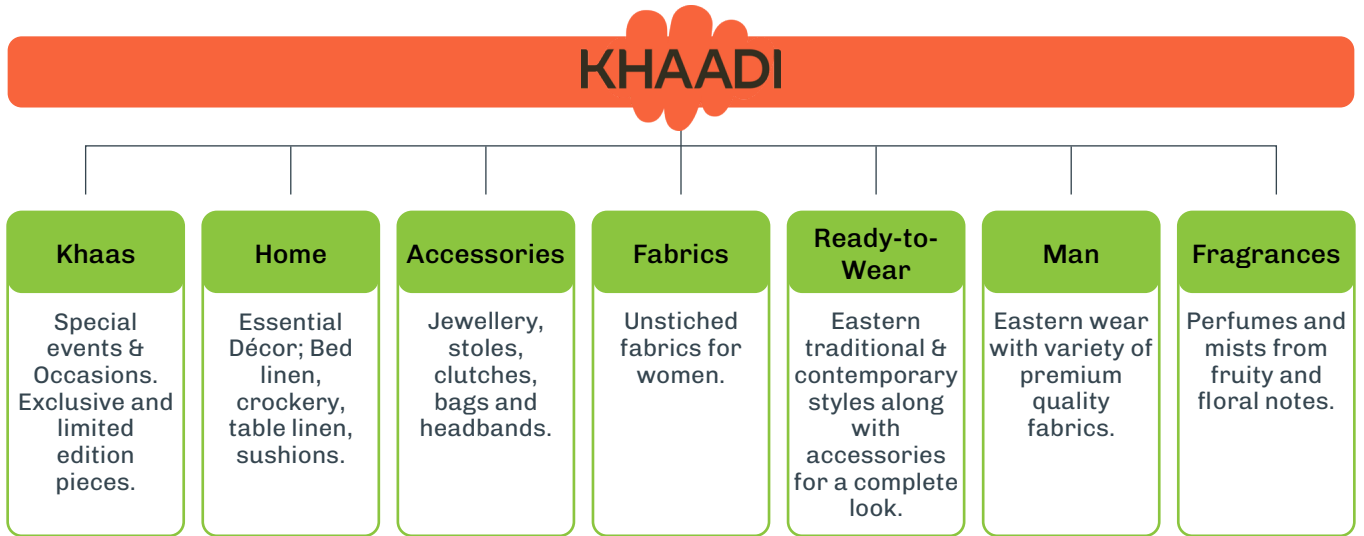 KHAADI
Khaas
Special
events &
Occasions.
Exclusive and
limited
edition
pieces.
Home
Essential
Décor; Bed
linen,
crockery,
table linen,
sushions.
Accessories
Jewellery,
stoles,
clutches,
bags and
headbands.
Fabrics
Unstiched
fabrics for
women.
Ready-to-
Wear
Eastern
traditional &
contemporary
styles along
with
accessories
for a complete
look.
Man
Eastern wear
with variety of
premium
quality
fabrics.
Fragrances
Perfumes and
mists from
fruity and
floral notes.